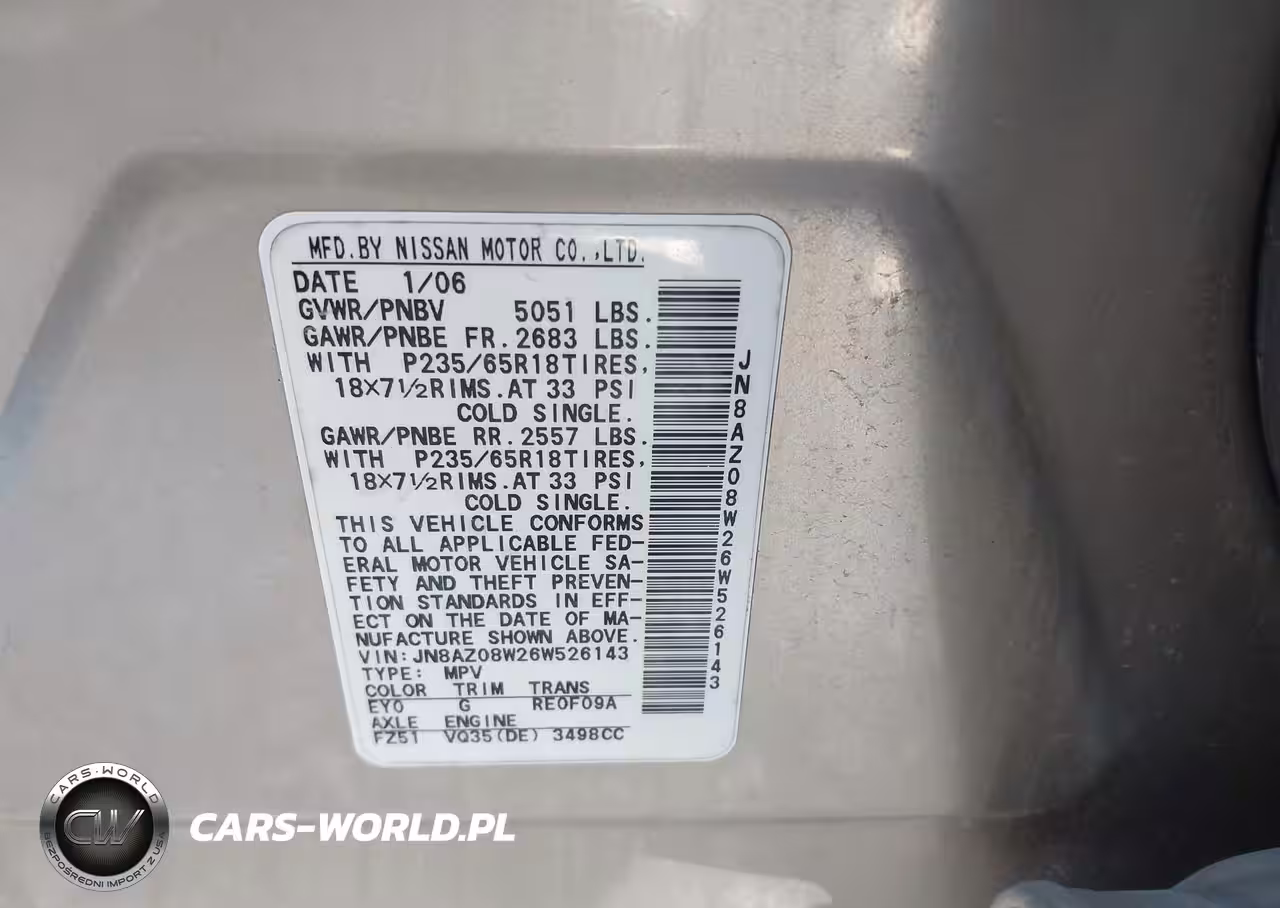 MFD.BY NISSAN MOTOR CO.,LTD.
DATE 1/06
GVWR/PNBV 5051 LBS.
GAWR/PNBE FR.2683 LBS.
WITH P235/65R18TIRES,
18×7½RIMS.AT 33 PSI
COLD SINGLE.
GAWR/PNBE RR.2557 LBS.
WITH P235/65R18TIRES,
18×7½RIMS.AT 33 PSI
COLD SINGLE.
THIS VEHICLE CONFORMS
TO ALL APPLICABLE FED-
ERAL MOTOR VEHICLE SA-
FETY AND THEFT PREVEN-
TION STANDARDS IN EFF-
ECT ON THE DATE OF MA-
NUFACTURE SHOWN ABOVE.
VIN:JN8AZ08W26W526143
TYPE: MPV
COLOR TRIM TRANS
EY0 G RE0F09A
AXLE ENGINE
FZ51 VQ35(DE) 3498CC
JN8AZ08W26W526143
CARS-WORLD
CW
BEZPOŚREDNI IMPORT Z USA
CARS-WORLD.PL